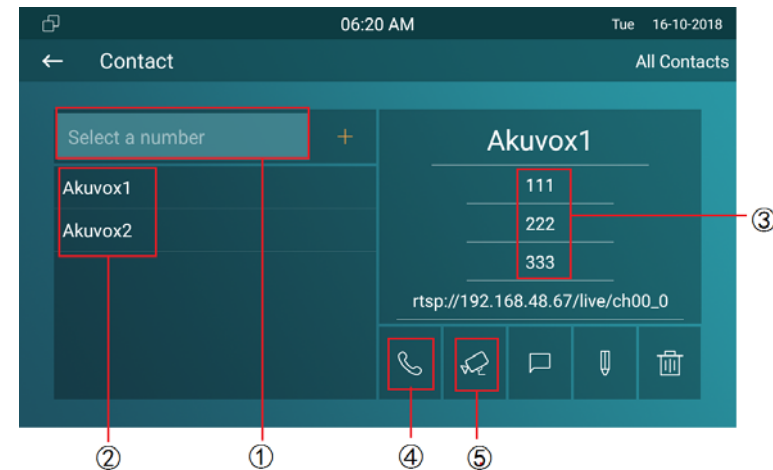 06:20 AM
Tue 16-10-2018
Contact
All Contacts
Select a number
+
Akuvox1
Akuvox2
Akuvox1
111
222
333
rtsp://192.168.48.67/live/ch00_0
③
② ① ④ ⑤